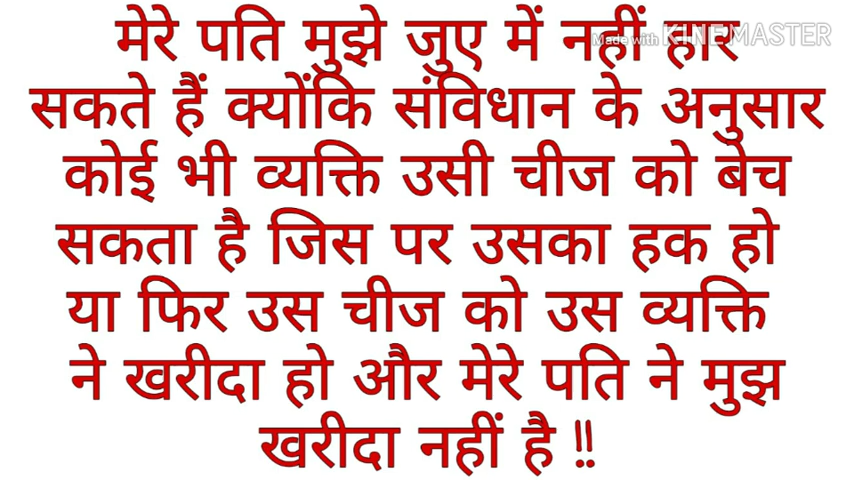 Made with KINEMASTER
मेरे पति मुझे जुए में नहीं हार
सकते हैं क्योंकि संविधान के अनुसार
कोई भी व्यक्ति उसी चीज को बेच
सकता है जिस पर उसका हक हो
या फिर उस चीज को उस व्यक्ति
ने खरीदा हो और मेरे पति ने मुझ
खरीदा नहीं है !!